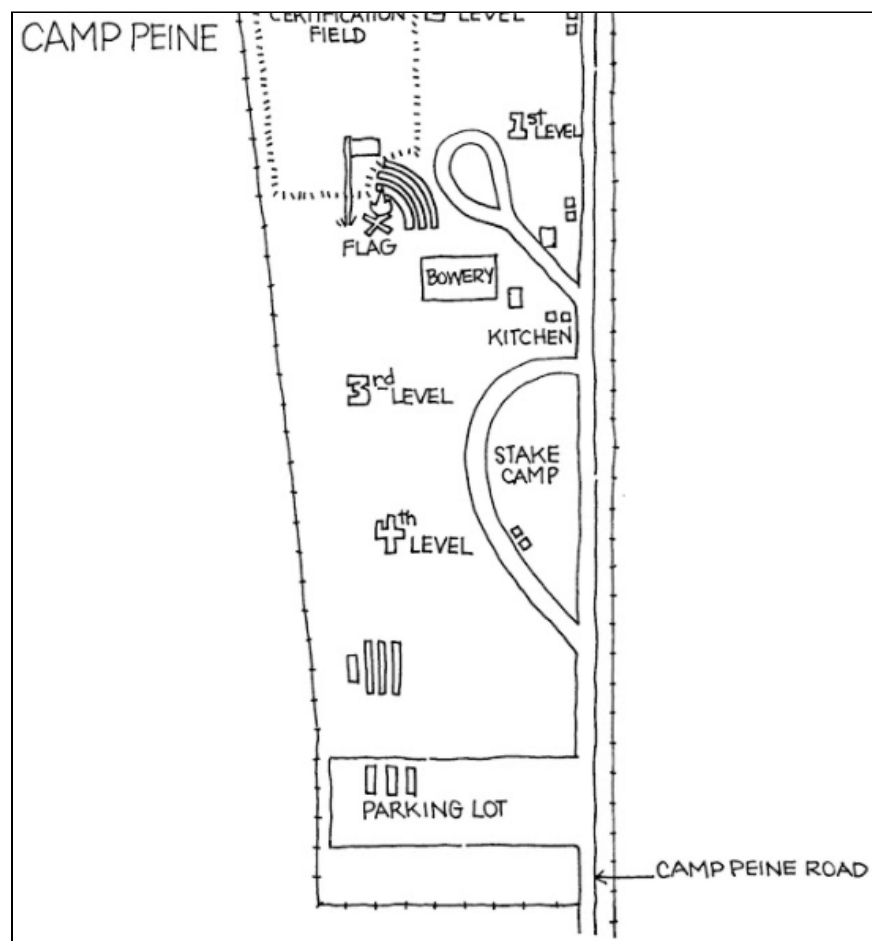 CAMP PEINE
CERTIFICATION
FIELD
LEVEL
1st LEVEL
FLAG
BOWERY
KITCHEN
3rd LEVEL
STAKE
CAMP
4th LEVEL
PARKING LOT
CAMP PEINE ROAD